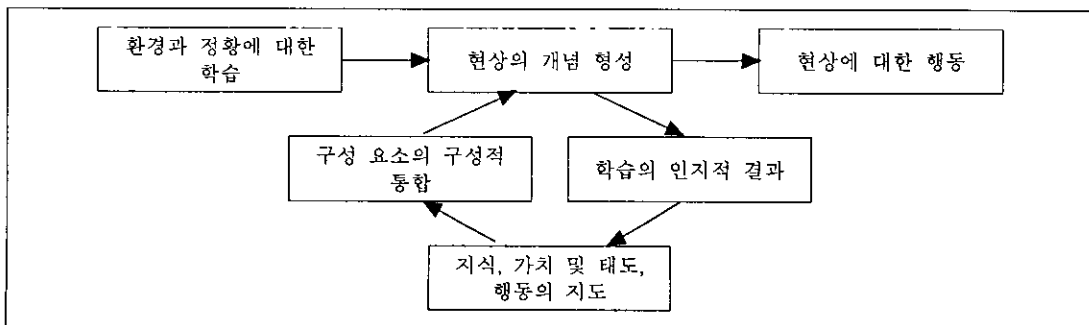 환경과 정황에 대한
학습
현상의 개념 형성
현상에 대한 행동
구성 요소의 구성적
통합
학습의 인지적 결과
지식, 가치 및 태도,
행동의 지도